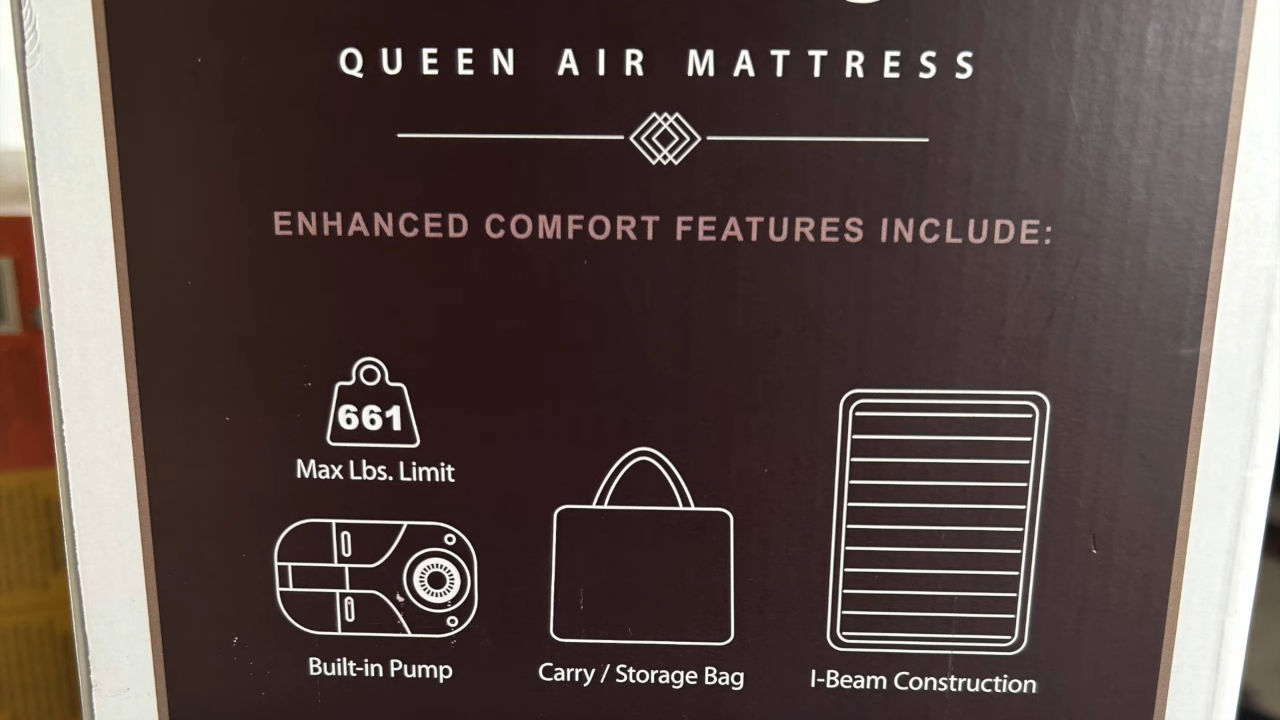 QUEEN AIR MATTRESS
ENHANCED COMFORT FEATURES INCLUDE:
661
Max Lbs. Limit
Built-in Pump
Carry / Storage Bag
I-Beam Construction